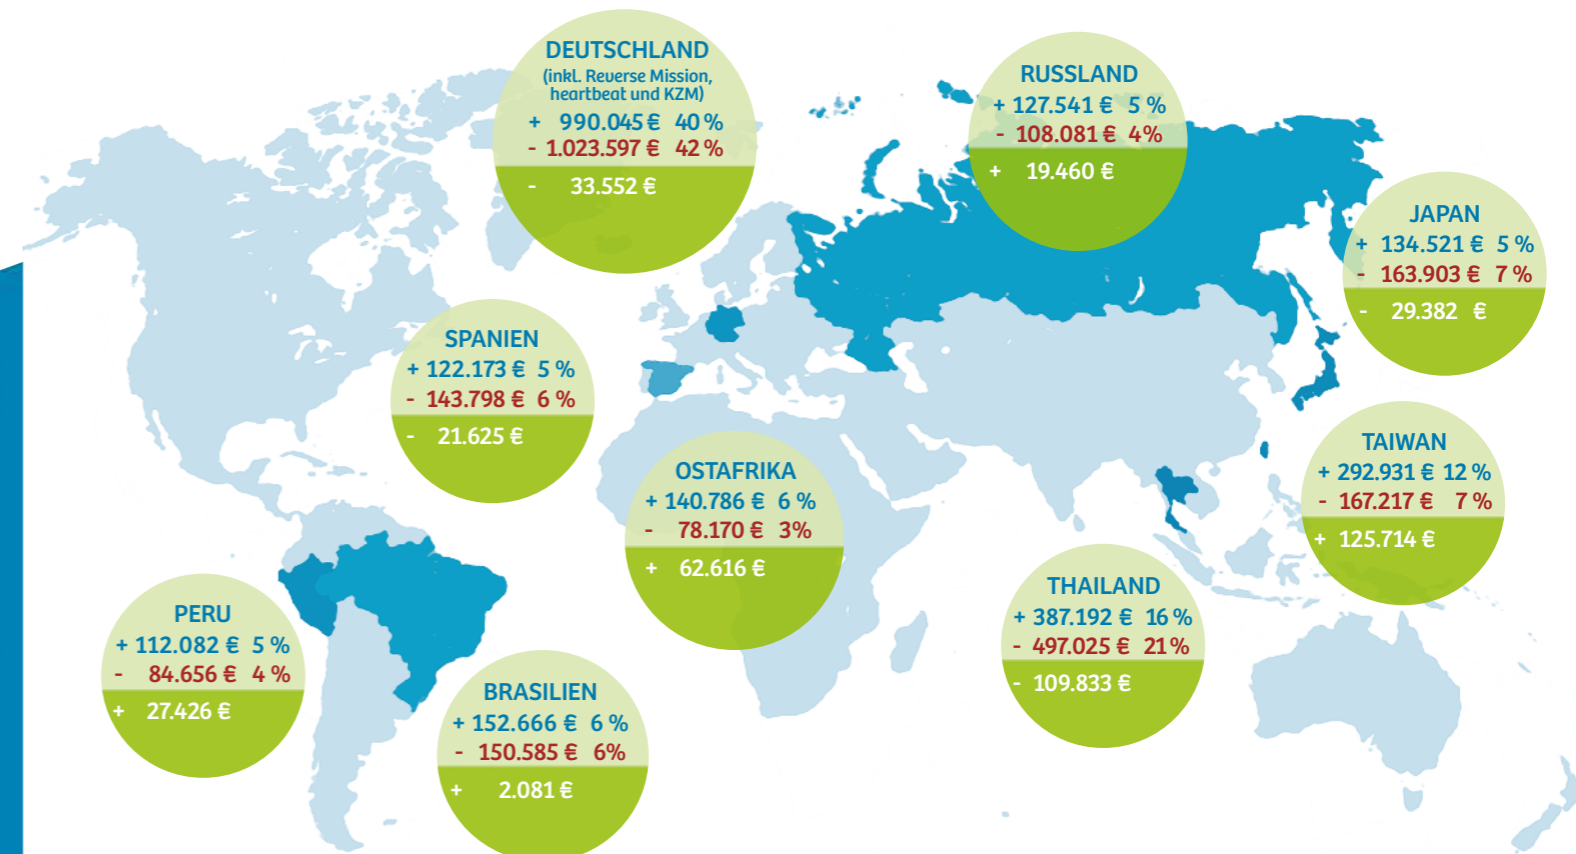 DEUTSCHLAND
(inkl. Reverse Mission,
heartbeat und KZM)
+ 990.045 € 40 %
- 1.023.597 € 42 %
- 33.552 €
RUSSLAND
+ 127.541 € 5 %
- 108.081 € 4%
+ 19.460 €
JAPAN
+ 134.521 € 5 %
- 163.903 € 7 %
- 29.382 €
SPANIEN
+ 122.173 € 5 %
- 143.798 € 6 %
- 21.625 €
OSTAFRIKA
+ 140.786 € 6 %
- 78.170 € 3%
+ 62.616 €
TAIWAN
+ 292.931 € 12 %
- 167.217 € 7 %
+ 125.714 €
THAILAND
+ 387.192 € 16 %
- 497.025 € 21%
- 109.833 €
PERU
+ 112.082 € 5 %
- 84.656 € 4 %
+ 27.426 €
BRASILIEN
+ 152.666 € 6 %
- 150.585 € 6%
+ 2.081 €